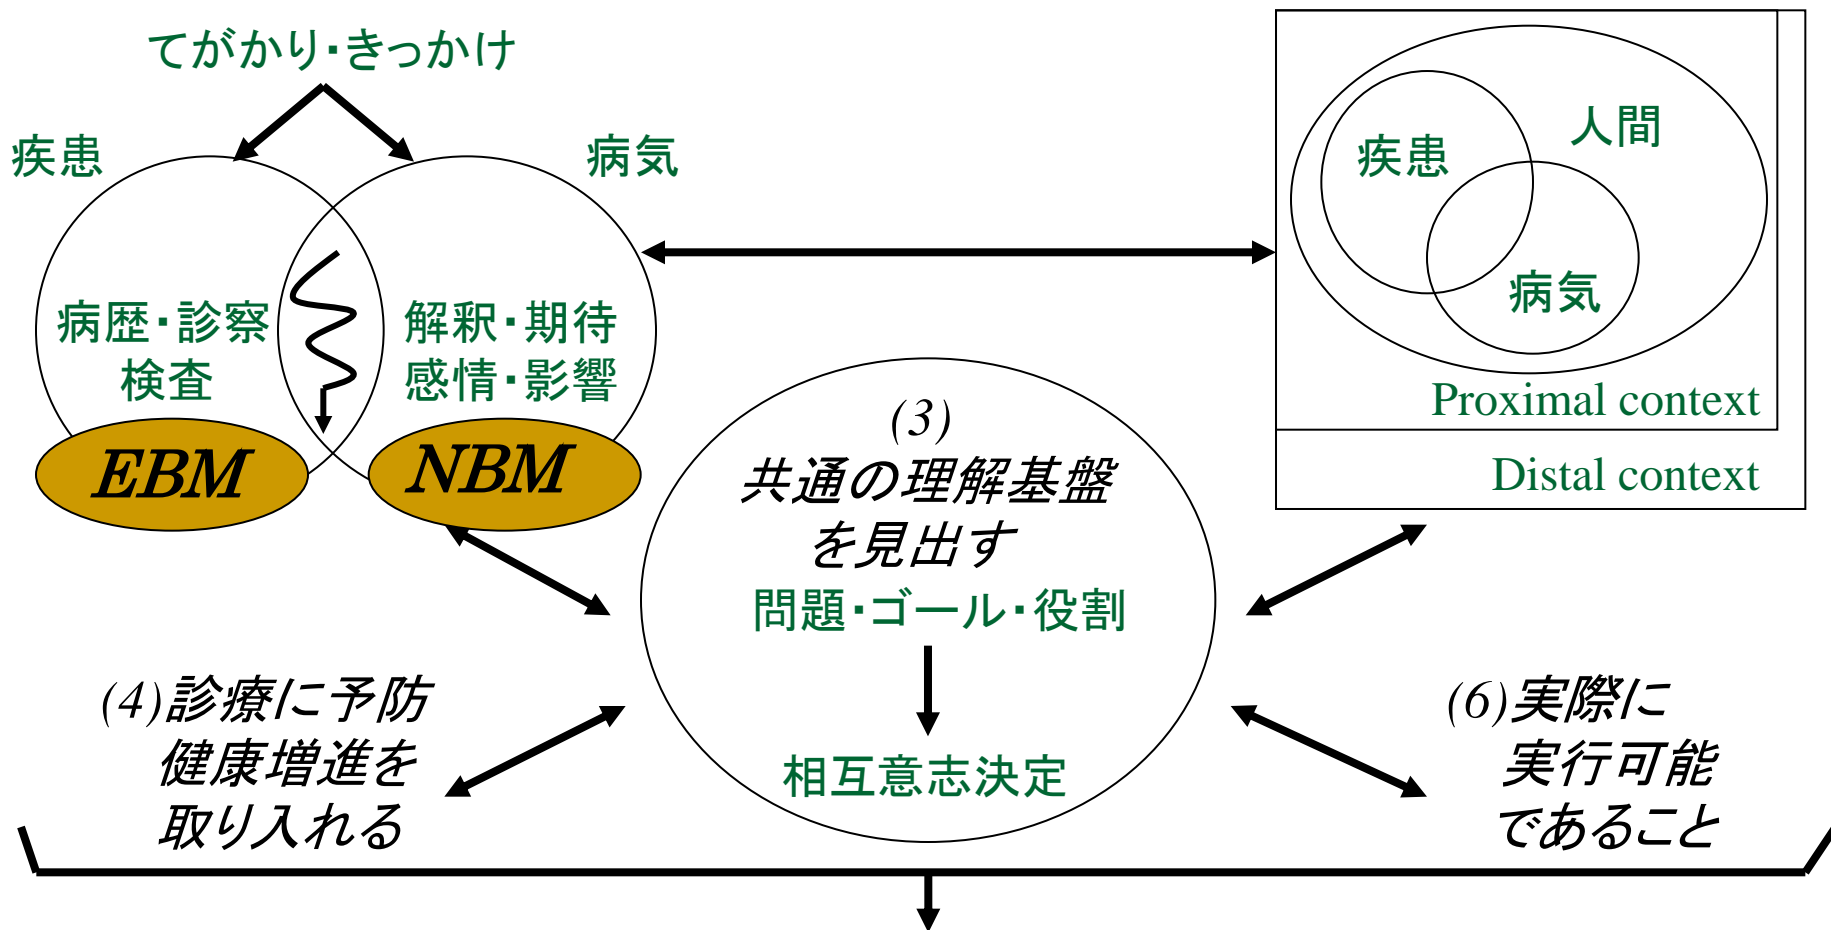 てがかり・きっかけ
疾患
病気
病歴・診察
検査
解釈・期待
感情・影響
EBM
NBM
人間
疾患
病気
Proximal context
Distal context
(3)
共通の理解基盤
を見出す
問題・ゴール・役割
相互意志決定
(4)診療に予防
健康増進を
取り入れる
(6)実際に
実行可能
であること